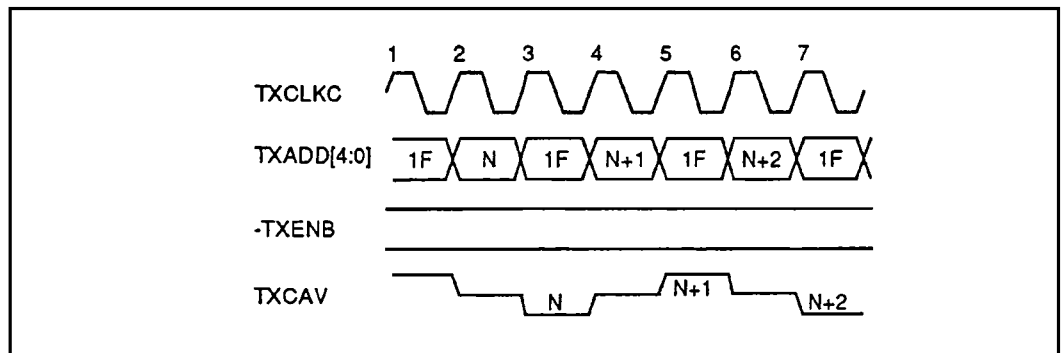 1 2 3 4 5 6 7
TXCLKC
TXADD[4:0] 1F N 1F N+1 1F N+2 1F
-TXENB
TXCAV N N+1 N+2